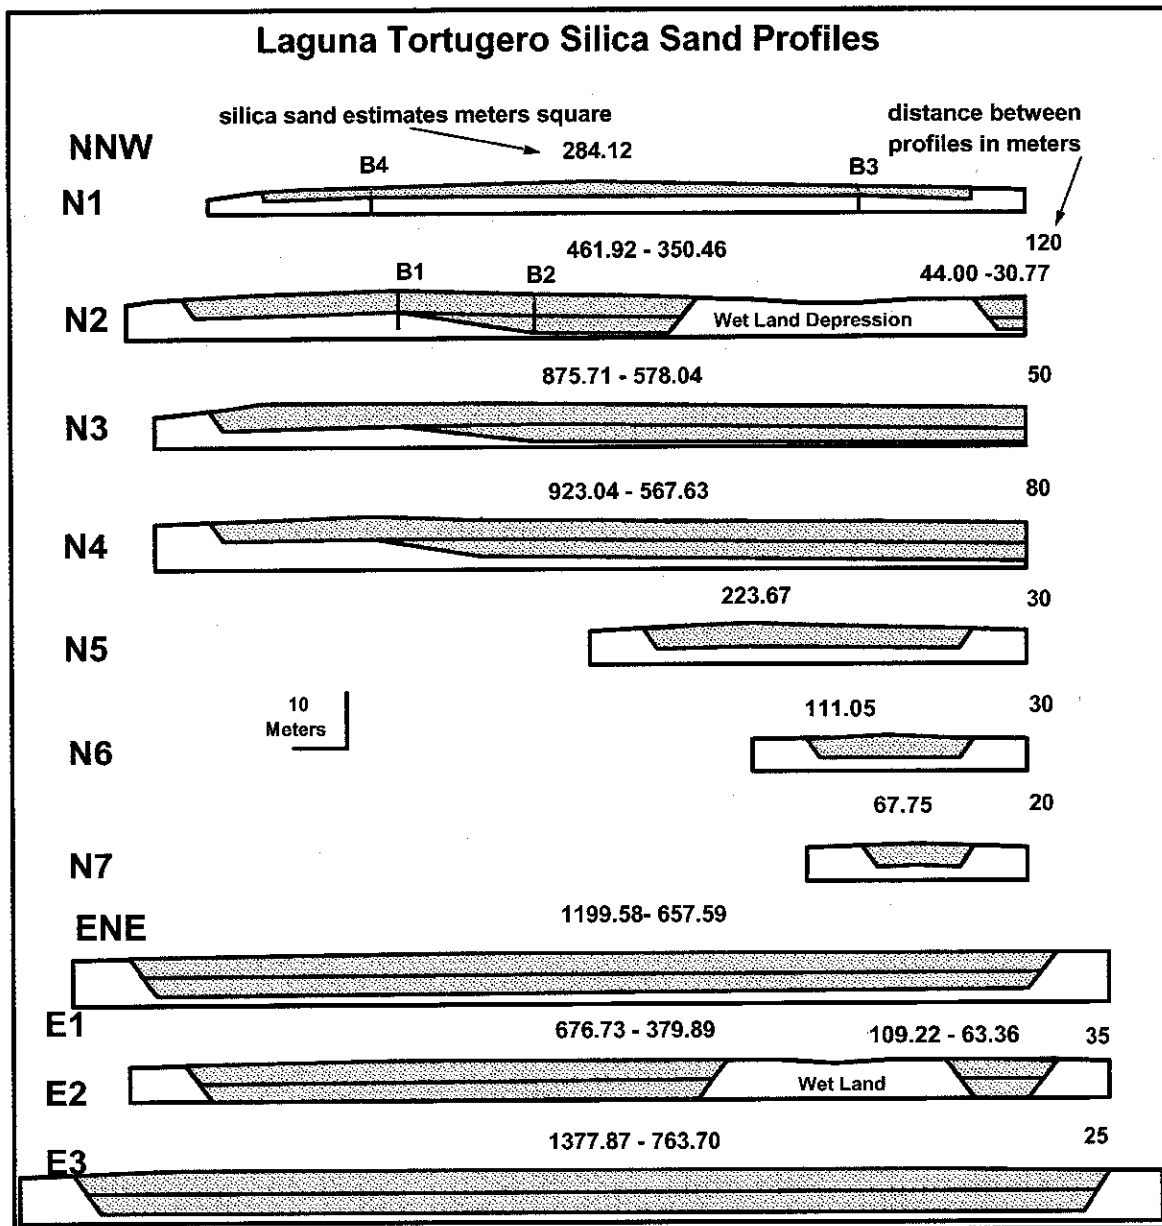 Laguna Tortugero Silica Sand Profiles
silica sand estimates meters square
distance between
profiles in meters
NNW
284.12
B4
B3
N1
120
461.92 - 350.46
44.00 -30.77
B1
B2
N2
Wet Land Depression
875.71 - 578.04
50
N3
923.04 - 567.63
80
N4
223.67
30
N5
10
Meters
111.05
30
N6
67.75
20
N7
1199.58- 657.59
ENE
E1
676.73 - 379.89
109.22 - 63.36
35
E2
Wet Land
1377.87 - 763.70
25
E3